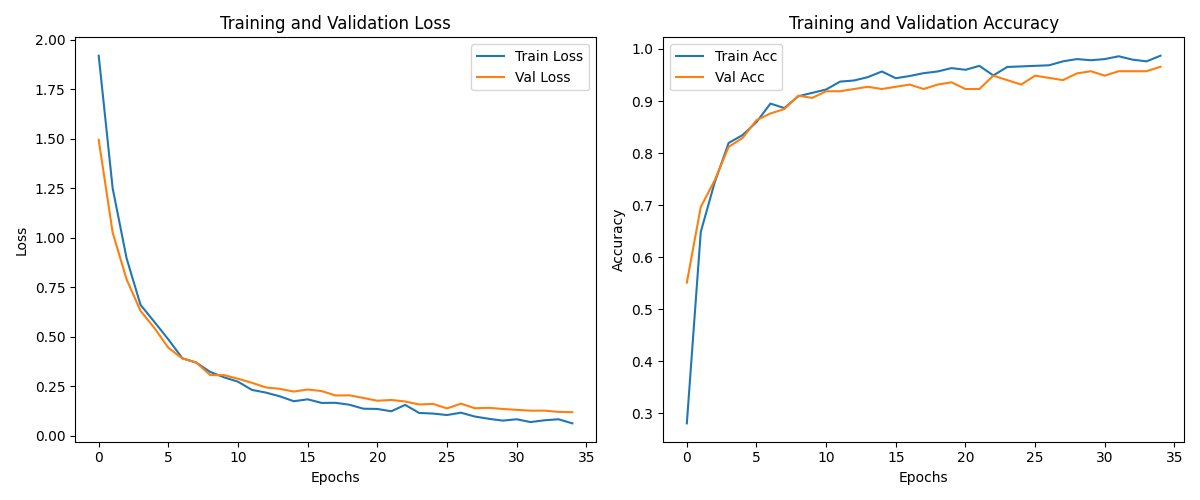 Training and Validation Loss
2.00
1.75
1.50
1.25
1.00
0.75
0.50
0.25
0.00
Loss
0 5 10 15 20 25 30 35
Epochs
Train Loss
Val Loss
Training and Validation Accuracy
1.0
0.9
0.8
0.7
0.6
0.5
0.4
0.3
Accuracy
0 5 10 15 20 25 30 35
Epochs
Train Acc
Val Acc